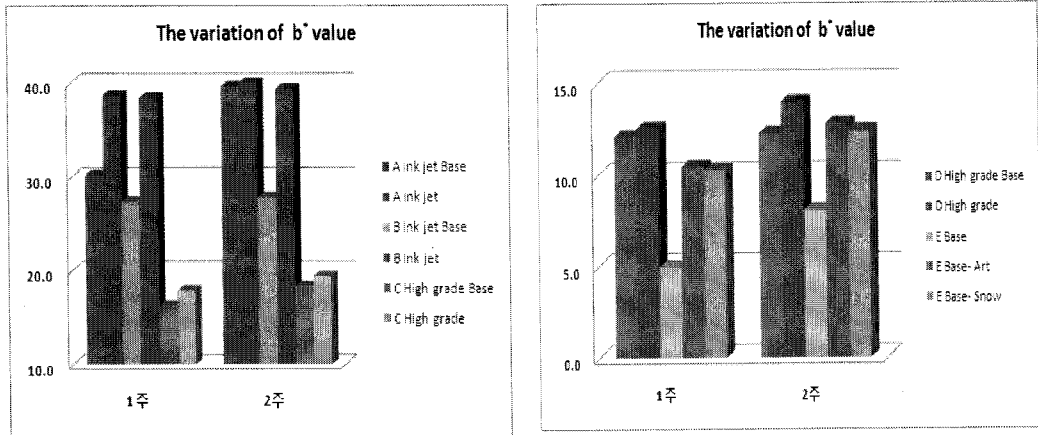 The variation of b* value
40.0
30.0
20.0
10.0
1주
2주
A ink jet Base
A ink jet
B ink jet Base
B ink jet
C High grade Base
C High grade
The variation of b* value
15.0
10.0
5.0
0.0
1주
2주
D High grade Base
D High grade
E Base
E Base- Art
E Base- Snow